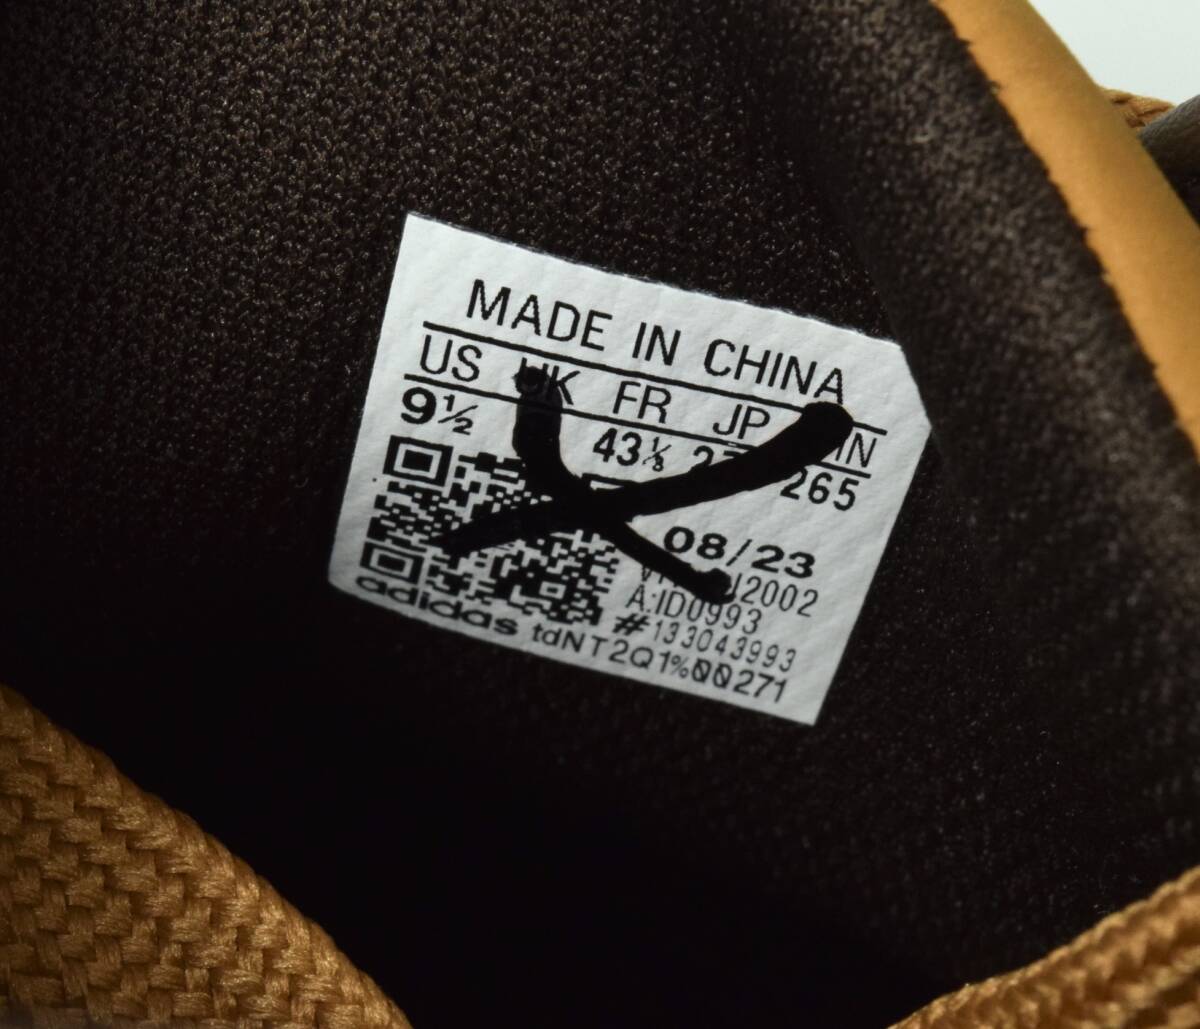 MADE IN CHINA
US UK FR JP
9½ 43⅓ 265
08/23
A:ID0993
#133043993
adidas tdNT2Q1%00271